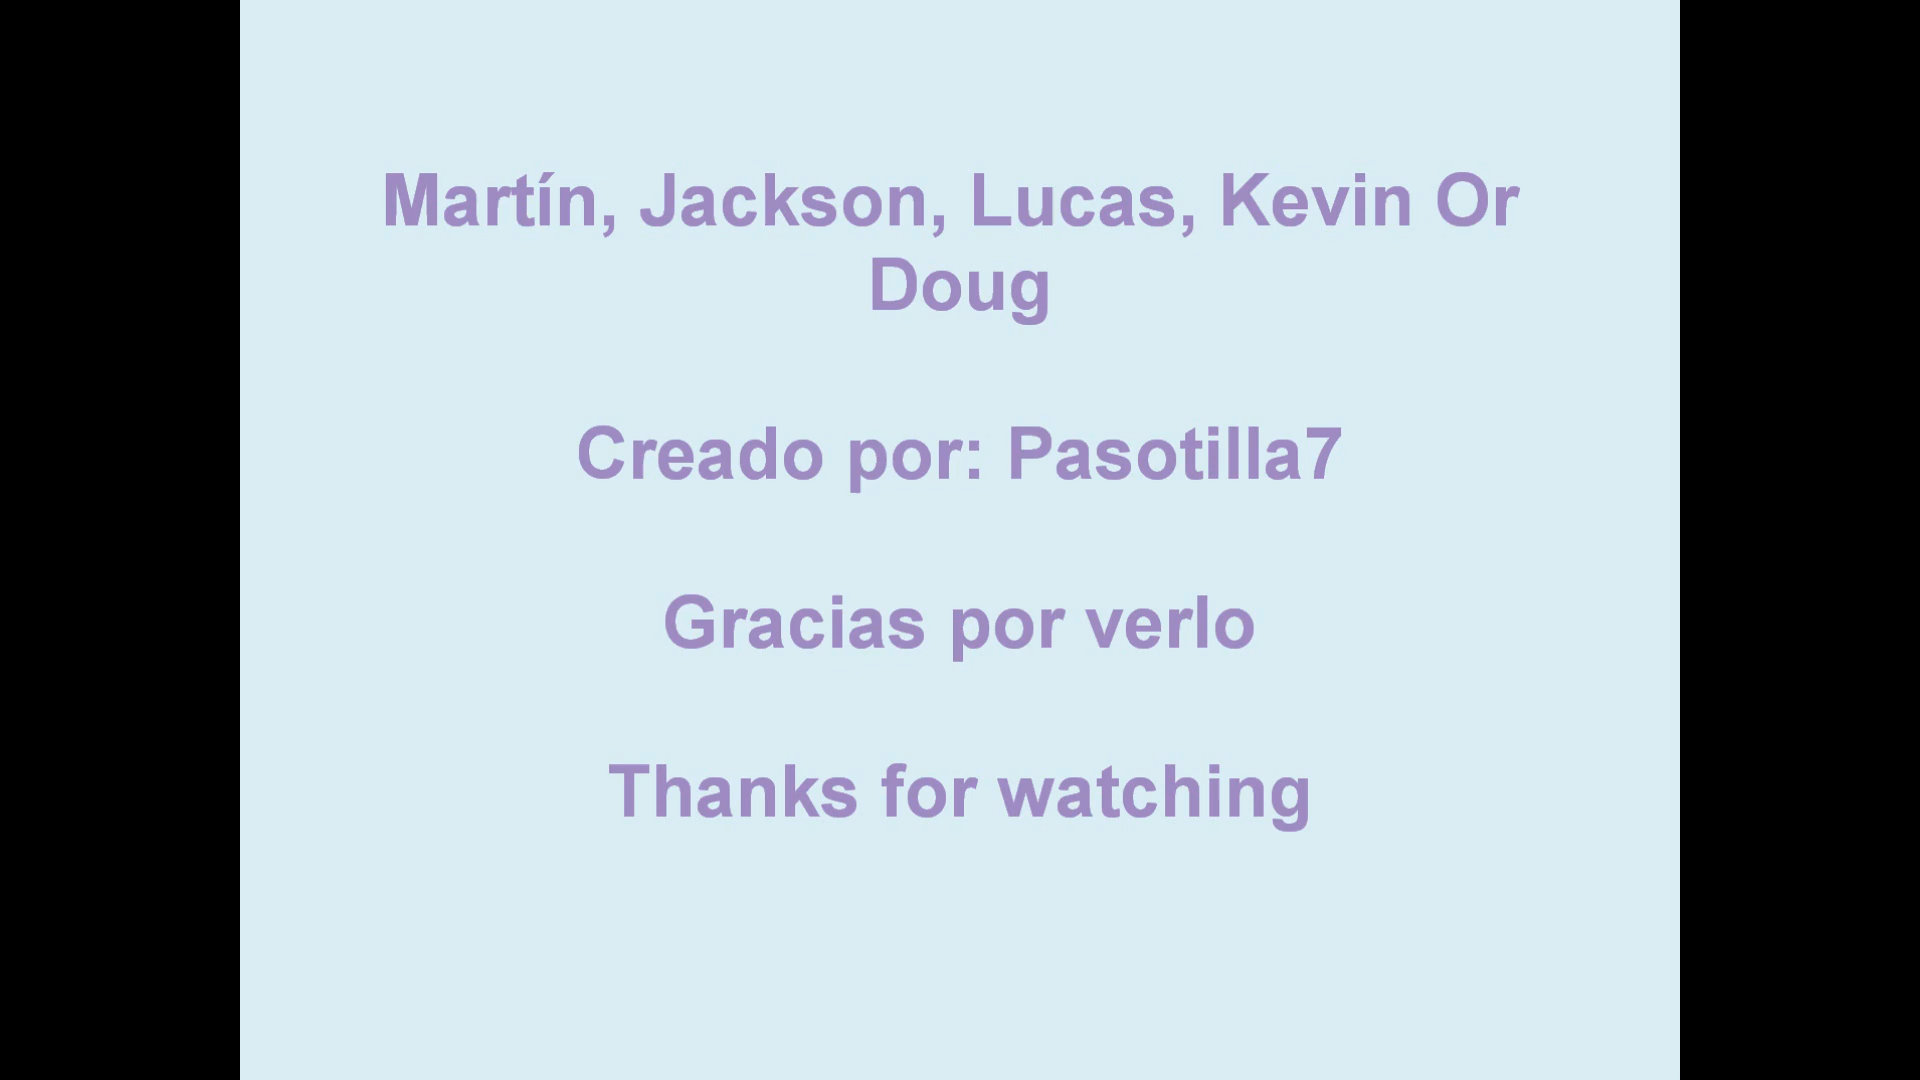 Martín, Jackson, Lucas, Kevin Or
Doug
Creado por: Pasotilla7
Gracias por verlo
Thanks for watching